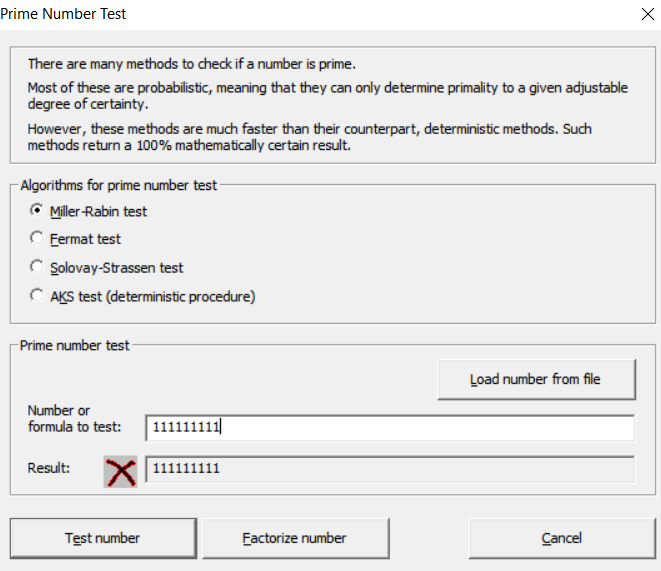 Prime Number Test
There are many methods to check if a number is prime.
Most of these are probabilistic, meaning that they can only determine primality to a given adjustable
degree of certainty.
However, these methods are much faster than their counterpart, deterministic methods. Such
methods return a 100% mathematically certain result.
Algorithms for prime number test
Miller-Rabin test
Fermat test
Solovay-Strassen test
AKS test (deterministic procedure)
Prime number test
Load number from file
Number or
formula to test:
111111111
Result:
111111111
Test number
Factorize number
Cancel